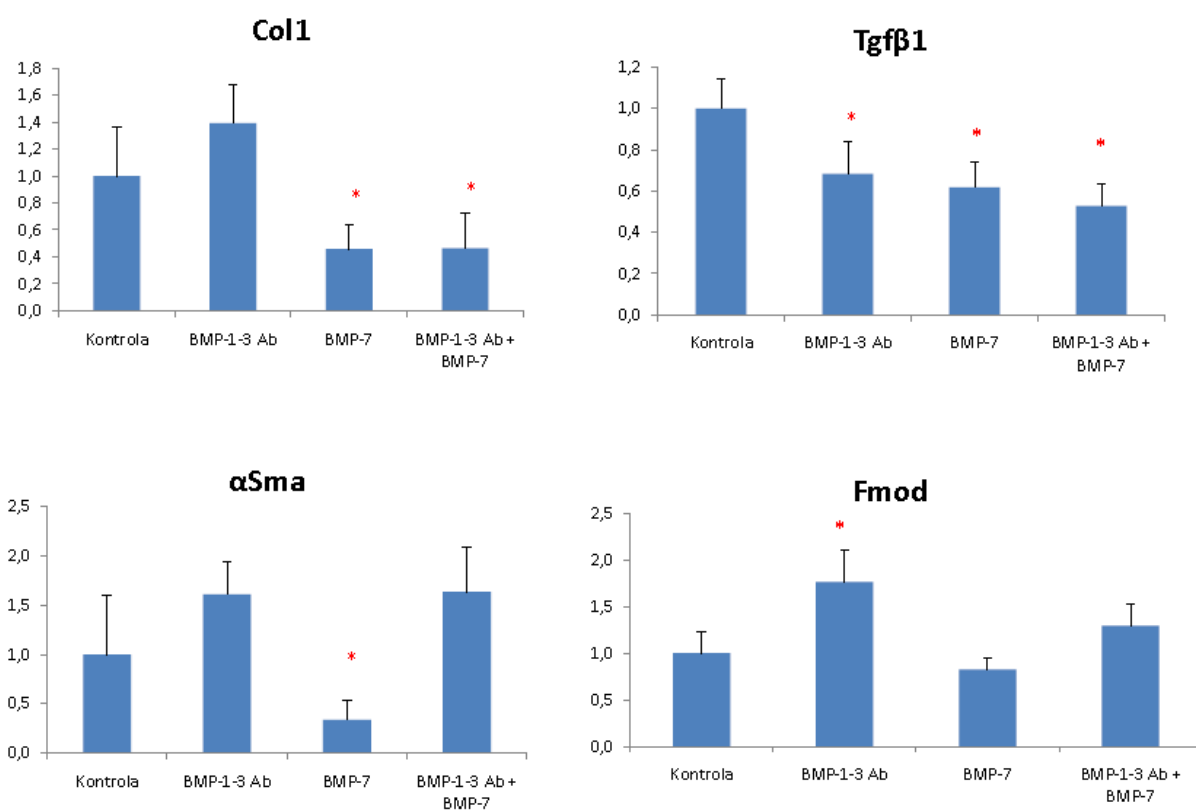 Col1
1,8
1,6
1,4
1,2
1,0
0,8
0,6
0,4
0,2
0,0
*
*
Kontrola
BMP-1-3 Ab
BMP-7
BMP-1-3 Ab +
BMP-7
Tgfβ1
1,2
1,0
0,8
0,6
0,4
0,2
0,0
*
*
*
Kontrola
BMP-1-3 Ab
BMP-7
BMP-1-3 Ab +
BMP-7
αSma
2,5
2,0
1,5
1,0
0,5
0,0
*
Kontrola
BMP-1-3 Ab
BMP-7
BMP-1-3 Ab +
BMP-7
Fmod
2,5
2,0
1,5
1,0
0,5
0,0
*
Kontrola
BMP-1-3 Ab
BMP-7
BMP-1-3 Ab +
BMP-7